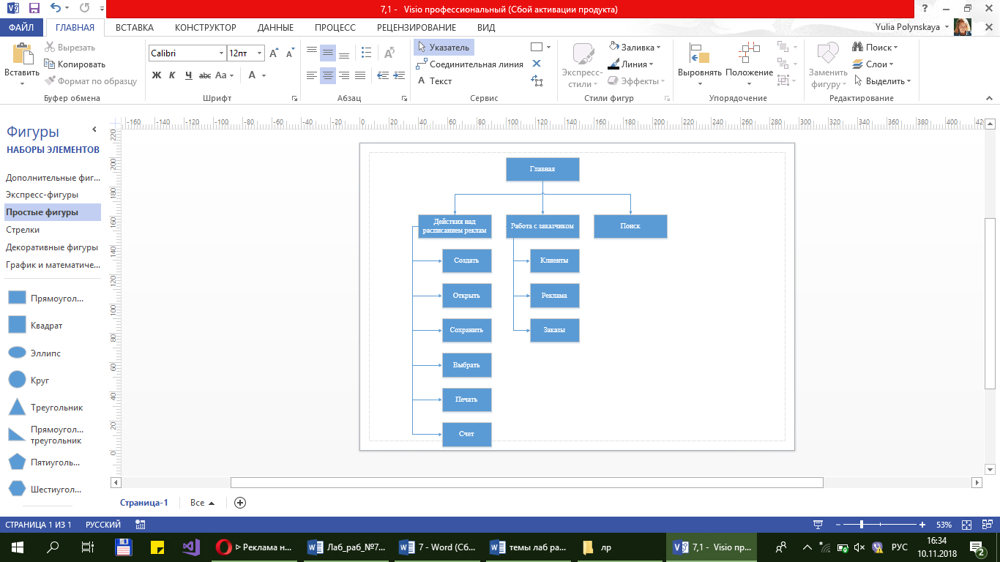 7,1 - Visio профессиональный (Сбой активации продукта)
ФАЙЛ ГЛАВНАЯ ВСТАВКА КОНСТРУКТОР ДАННЫЕ ПРОЦЕСС РЕЦЕНЗИРОВАНИЕ ВИД Yulia Polynskaya
Вставить
Вырезать
Копировать
Формат по образцу
Буфер обмена
Calibri 12пт
Ж К Ч abc Aa А
Шрифт
Абзац
Указатель
Соединительная линия
Текст
Сервис
Экспресс-
стили
Заливка
Линия
Эффекты
Стили фигур
Выровнять Положение
Упорядочение
Заменить
фигуру
Поиск
Слои
Выделить
Редактирование
Фигуры
НАБОРЫ ЭЛЕМЕНТОВ
Дополнительные фиг...
Экспресс-фигуры
Простые фигуры
Стрелки
Декоративные фигуры
График и математиче...
Прямоугол...
Квадрат
Эллипс
Круг
Треугольник
Прямоугол...
треугольник
Пятиуголь...
Шестиугол...
-160 -140 -120 -100 -80 -60 -40 -20 0 20 40 60 80 100 120 140 160 180 200 220 240 260 280 300 320 340 360 380 400 420
220
200
180
160
140
120
100
80
60
40
20
0
Главная
Действия над
расписанием реклам
Работа с заказчиком
Поиск
Создать
Клиенты
Открыть
Реклама
Сохранить
Заказы
Выбрать
Печать
Счет
Страница-1 Все
СТРАНИЦА 1 ИЗ 1 РУССКИЙ 53%
Реклама н...
Лаб_раб_№7...
7 - Word (Сб...
темы лаб ра...
лр
7,1 - Visio пр...
РУС
16:34
10.11.2018
2